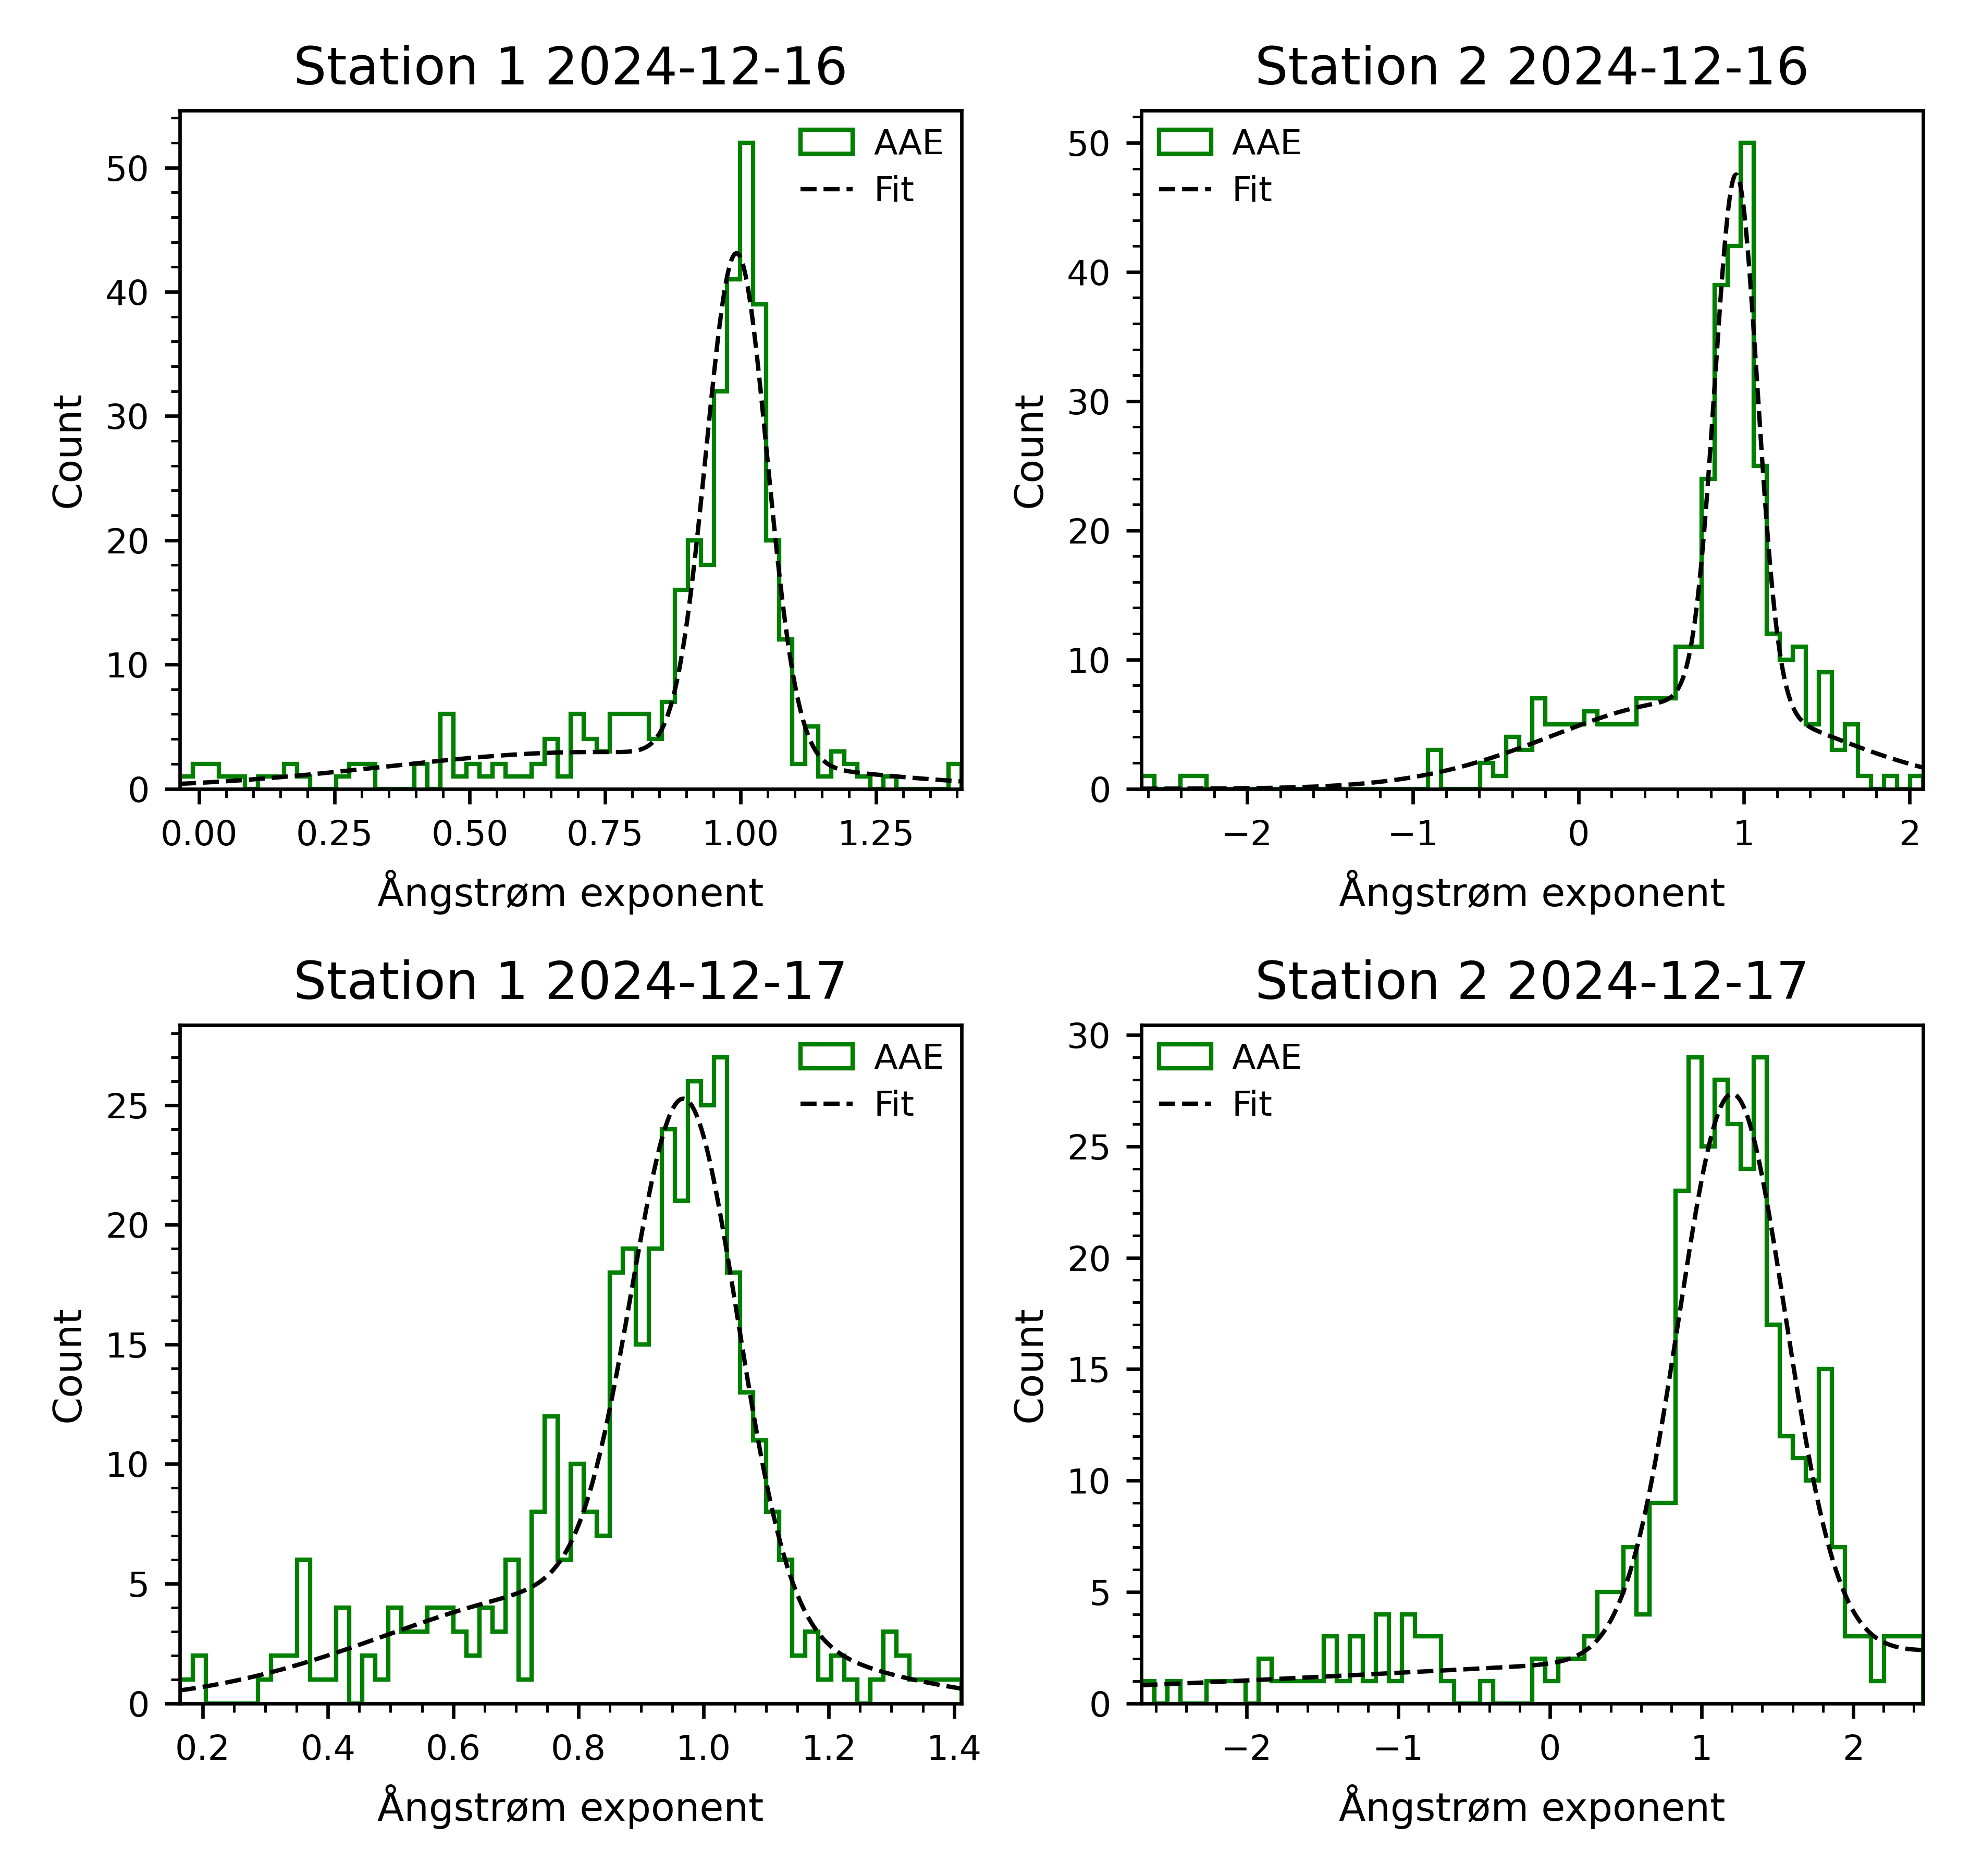 Station 1 2024-12-16
Count
50
40
30
20
10
0
AAE
Fit
0.00 0.25 0.50 0.75 1.00 1.25
Ångstrøm exponent
Station 2 2024-12-16
Count
50
40
30
20
10
0
AAE
Fit
−2 −1 0 1 2
Ångstrøm exponent
Station 1 2024-12-17
Count
25
20
15
10
5
0
AAE
Fit
0.2 0.4 0.6 0.8 1.0 1.2 1.4
Ångstrøm exponent
Station 2 2024-12-17
Count
30
25
20
15
10
5
0
AAE
Fit
−2 −1 0 1 2
Ångstrøm exponent